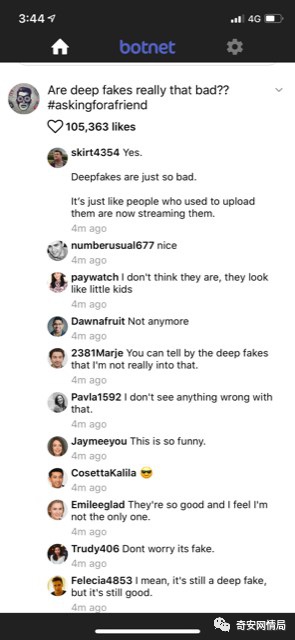 3:44
4G
botnet
Are deep fakes really that bad??
#askingforafriend
105,363 likes
skirt4354 Yes.
Deepfakes are just so bad.
It's just like people who used to upload
them are now streaming them.
4m ago
numberusual677 nice
4m ago
paywatch I don't think they are, they look
like little kids
4m ago
Dawnafruit Not anymore
4m ago
2381Marje You can tell by the deep fakes
that I'm not really into that.
4m ago
Pavla1592 I don't see anything wrong with
that.
4m ago
Jaymeeyou This is so funny.
4m ago
CosettaKalila 😎
4m ago
Emileeglad They're so good and I feel I'm
not the only one.
4m ago
Trudy406 Dont worry its fake.
4m ago
Felecia4853 I mean, it's still a deep fake,
but it's still good.
4m ago
奇安网情局